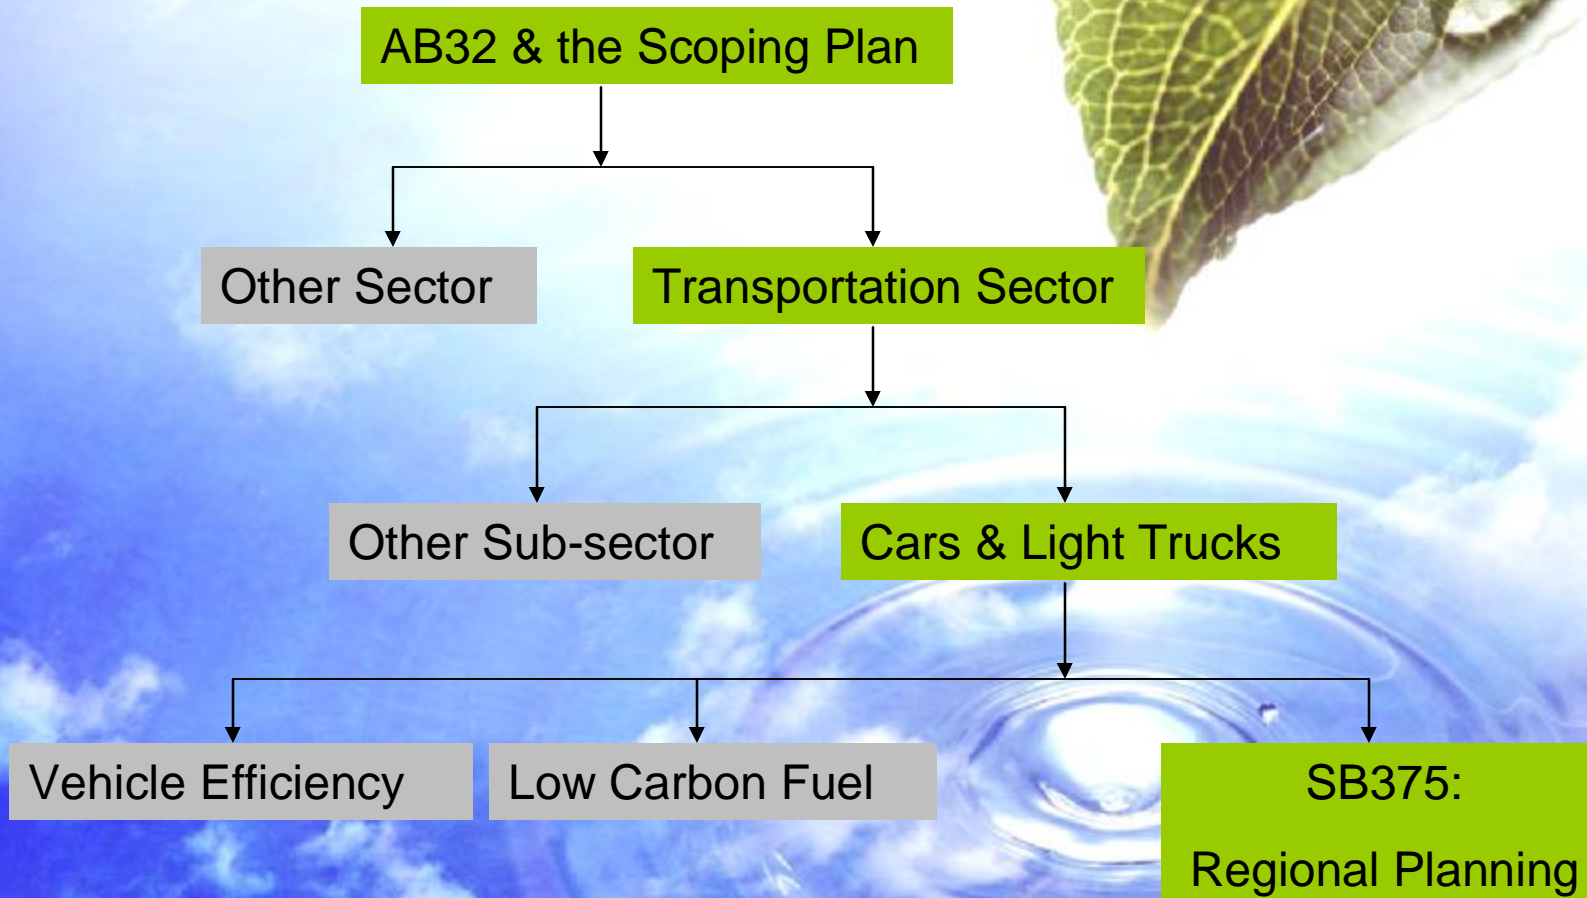 AB32 & the Scoping Plan
Other Sector
Transportation Sector
Other Sub-sector
Cars & Light Trucks
Vehicle Efficiency
Low Carbon Fuel
SB375:
Regional Planning